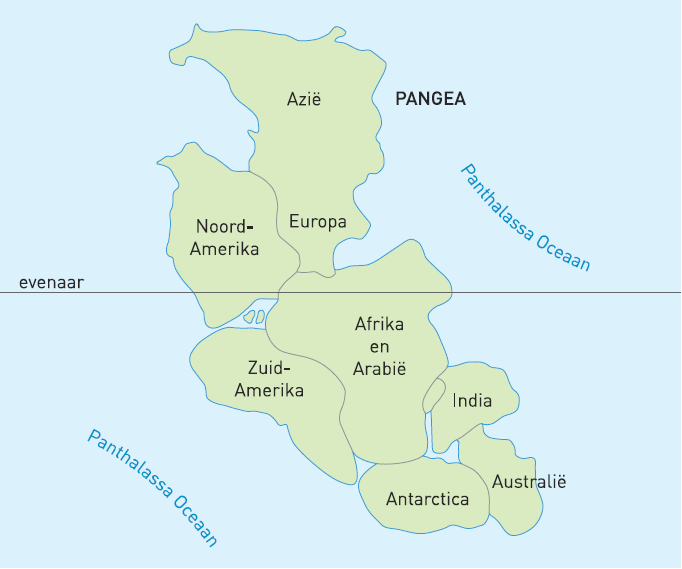 Azië
PANGEA
Panthalassa Oceaan
Noord-
Amerika
Europa
evenaar
Afrika
en
Arabië
Zuid-
Amerika
India
Panthalassa Oceaan
Australië
Antarctica